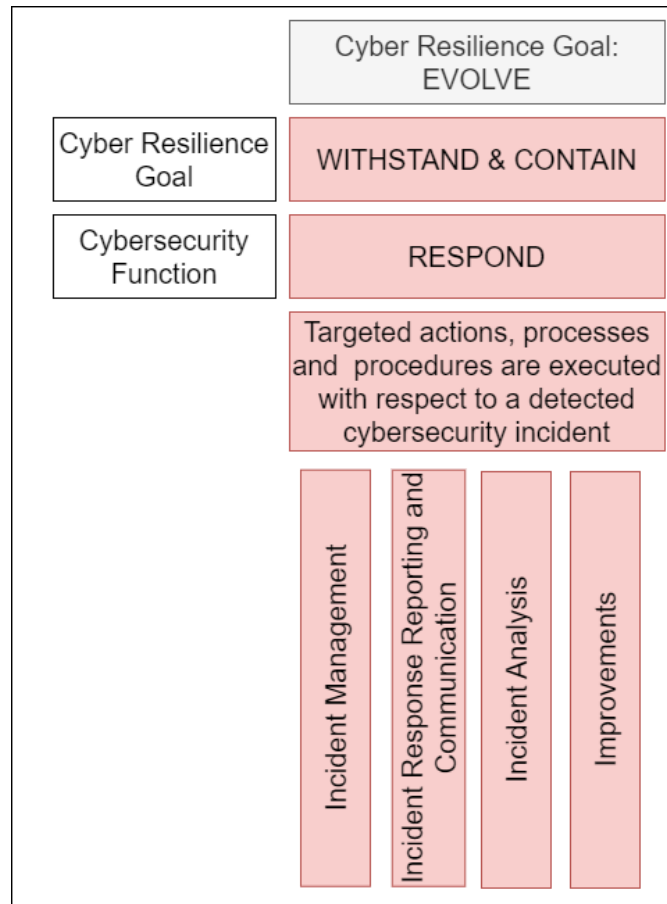 Cyber Resilience Goal:
EVOLVE
Cyber Resilience
Goal
WITHSTAND & CONTAIN
Cybersecurity
Function
RESPOND
Targeted actions, processes
and procedures are executed
with respect to a detected
cybersecurity incident
Incident Management
Incident Response Reporting and
Communication
Incident Analysis
Improvements